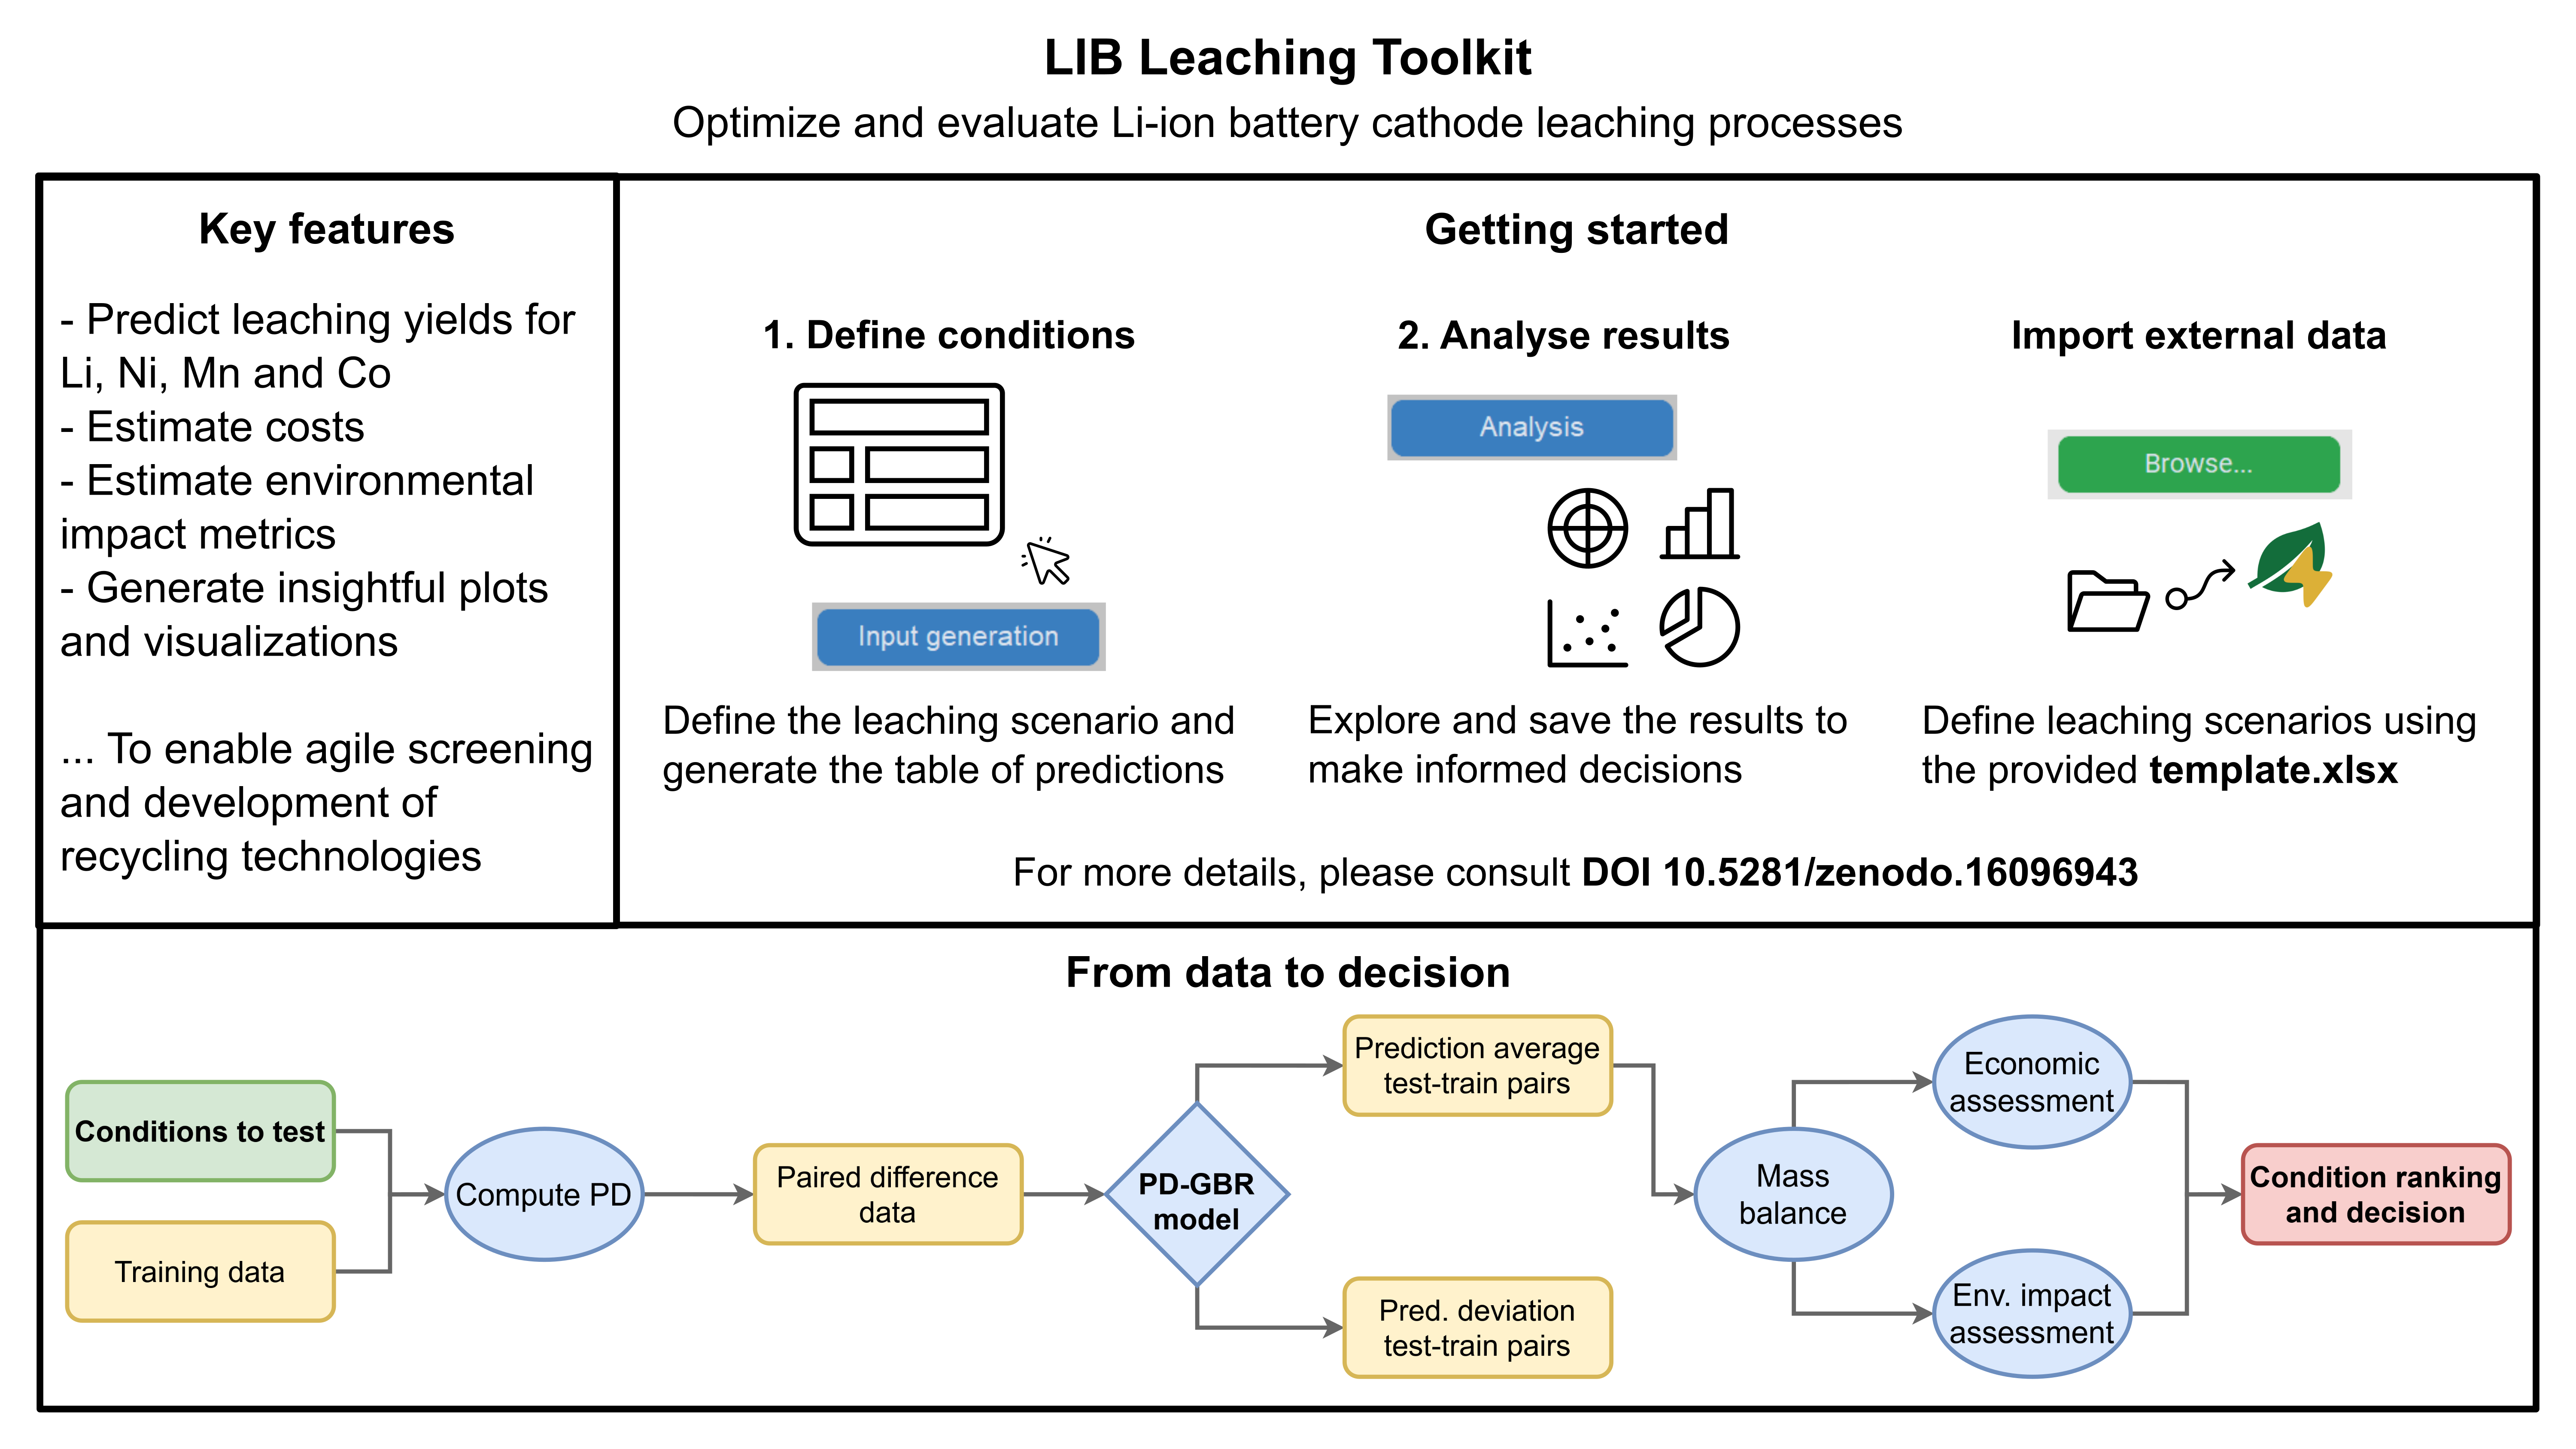 LIB Leaching Toolkit
Optimize and evaluate Li-ion battery cathode leaching processes
Key features
- Predict leaching yields for
Li, Ni, Mn and Co
- Estimate costs
- Estimate environmental
impact metrics
- Generate insightful plots
and visualizations
... To enable agile screening
and development of
recycling technologies
Getting started
1. Define conditions
Input generation
Define the leaching scenario and
generate the table of predictions
2. Analyse results
Analysis
Explore and save the results to
make informed decisions
Import external data
Browse...
Define leaching scenarios using
the provided template.xlsx
For more details, please consult DOI 10.5281/zenodo.16096943
From data to decision
Conditions to test
Training data
Compute PD
Paired difference
data
PD-GBR
model
Prediction average
test-train pairs
Pred. deviation
test-train pairs
Mass
balance
Economic
assessment
Env. impact
assessment
Condition ranking
and decision